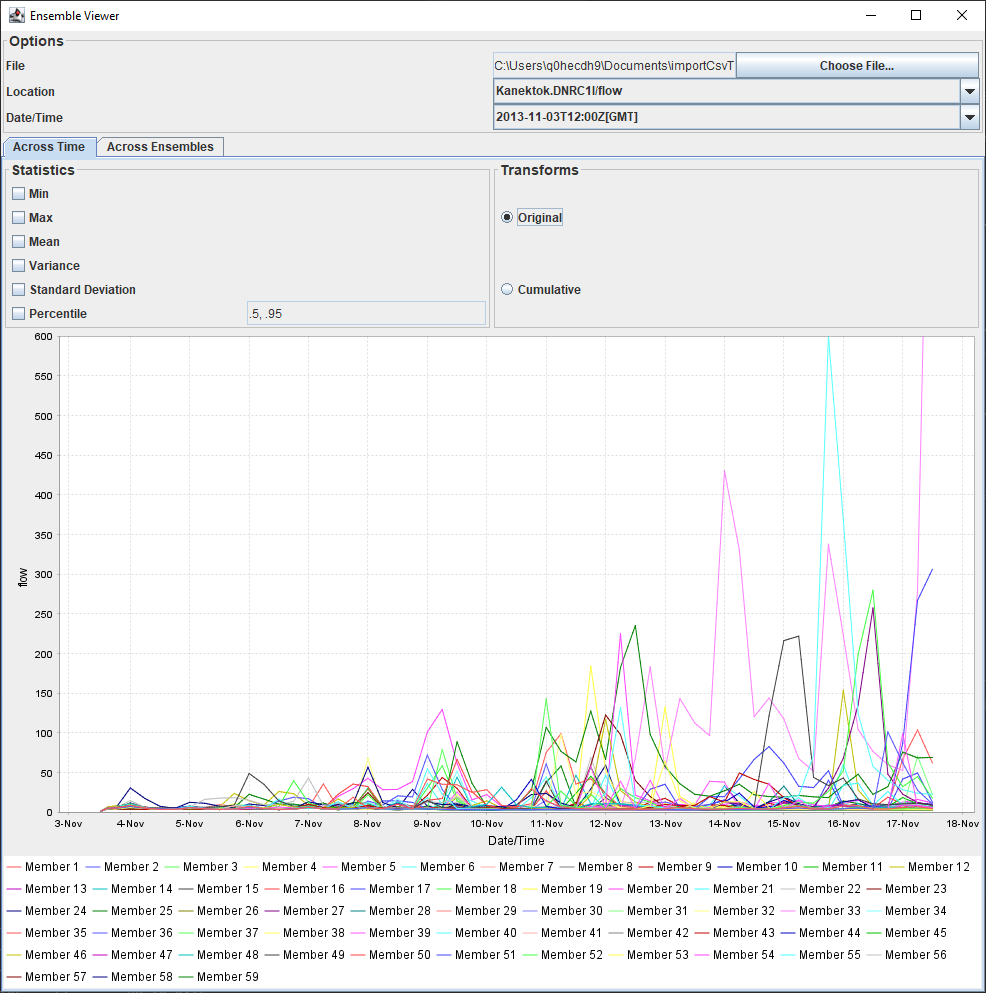 Ensemble Viewer
Options
File C:\Users\q0hecdh9\Documents\importCsvT Choose File...
Location Kanektok.DNRC1I/flow
Date/Time 2013-11-03T12:00Z[GMT]
Across Time Across Ensembles
Statistics Transforms
Min
Max Original
Mean
Variance
Standard Deviation Cumulative
Percentile .5, .95
600
550
500
450
400
350
300
flow
250
200
150
100
50
0
3-Nov 4-Nov 5-Nov 6-Nov 7-Nov 8-Nov 9-Nov 10-Nov 11-Nov 12-Nov 13-Nov 14-Nov 15-Nov 16-Nov 17-Nov 18-Nov
Date/Time
Member 1 Member 2 Member 3 Member 4 Member 5 Member 6 Member 7 Member 8 Member 9 Member 10 Member 11 Member 12
Member 13 Member 14 Member 15 Member 16 Member 17 Member 18 Member 19 Member 20 Member 21 Member 22 Member 23
Member 24 Member 25 Member 26 Member 27 Member 28 Member 29 Member 30 Member 31 Member 32 Member 33 Member 34
Member 35 Member 36 Member 37 Member 38 Member 39 Member 40 Member 41 Member 42 Member 43 Member 44 Member 45
Member 46 Member 47 Member 48 Member 49 Member 50 Member 51 Member 52 Member 53 Member 54 Member 55 Member 56
Member 57 Member 58 Member 59